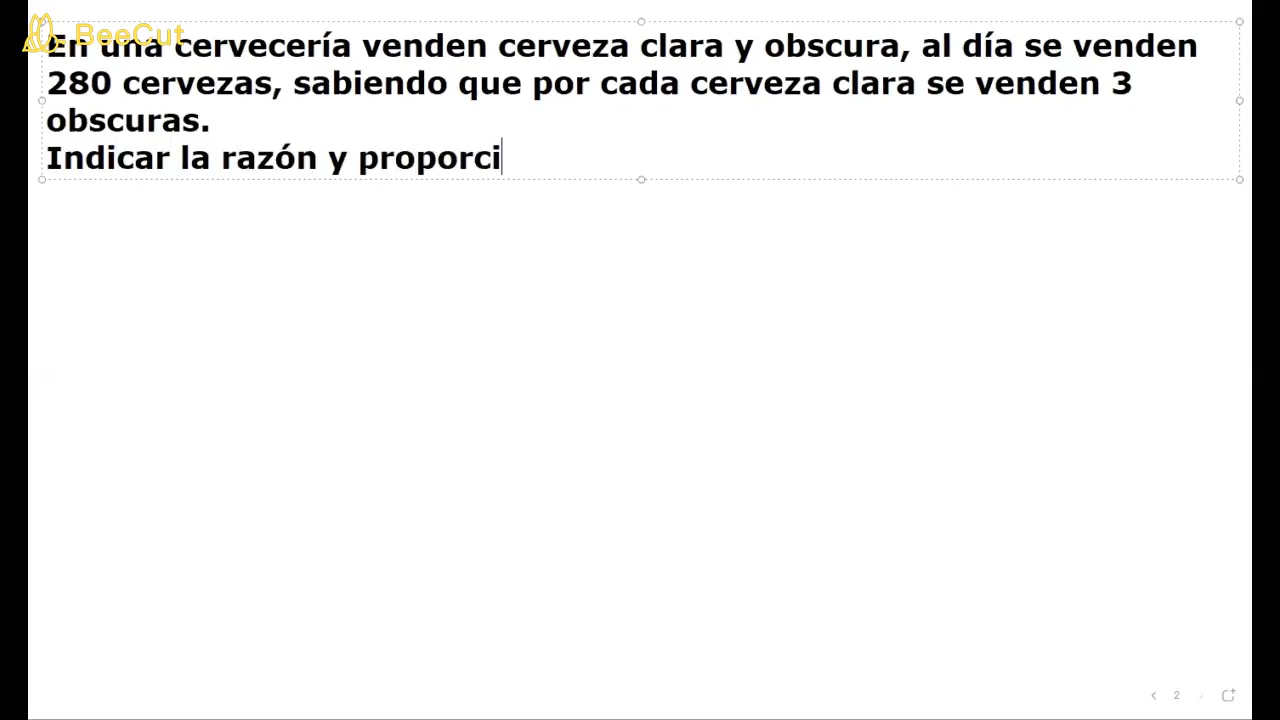 BeeCut
En una cervecería venden cerveza clara y obscura, al día se venden
280 cervezas, sabiendo que por cada cerveza clara se venden 3
obscuras.
Indicar la razón y proporci
2